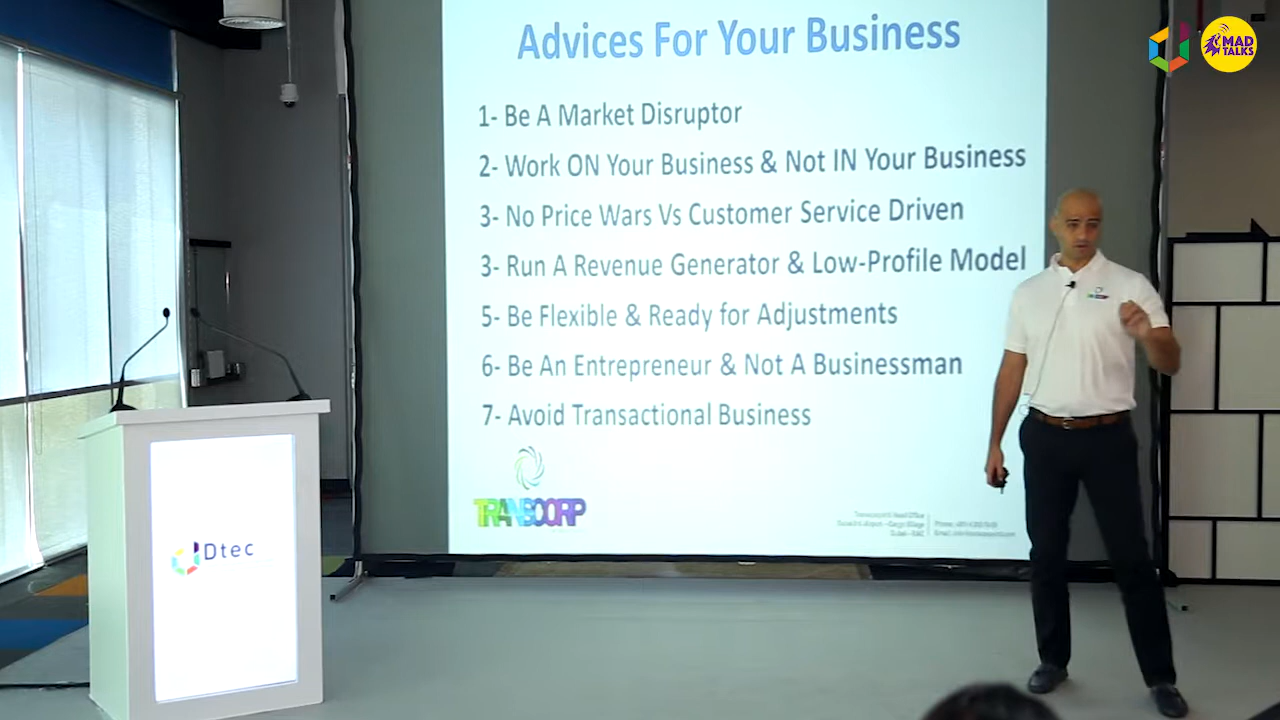 Advices For Your Business
MAD
TALKS
1- Be A Market Disruptor
2- Work ON Your Business & Not IN Your Business
3- No Price Wars Vs Customer Service Driven
3- Run A Revenue Generator & Low-Profile Model
5- Be Flexible & Ready for Adjustments
6- Be An Entrepreneur & Not A Businessman
7- Avoid Transactional Business
TRANSCORP
Dtec